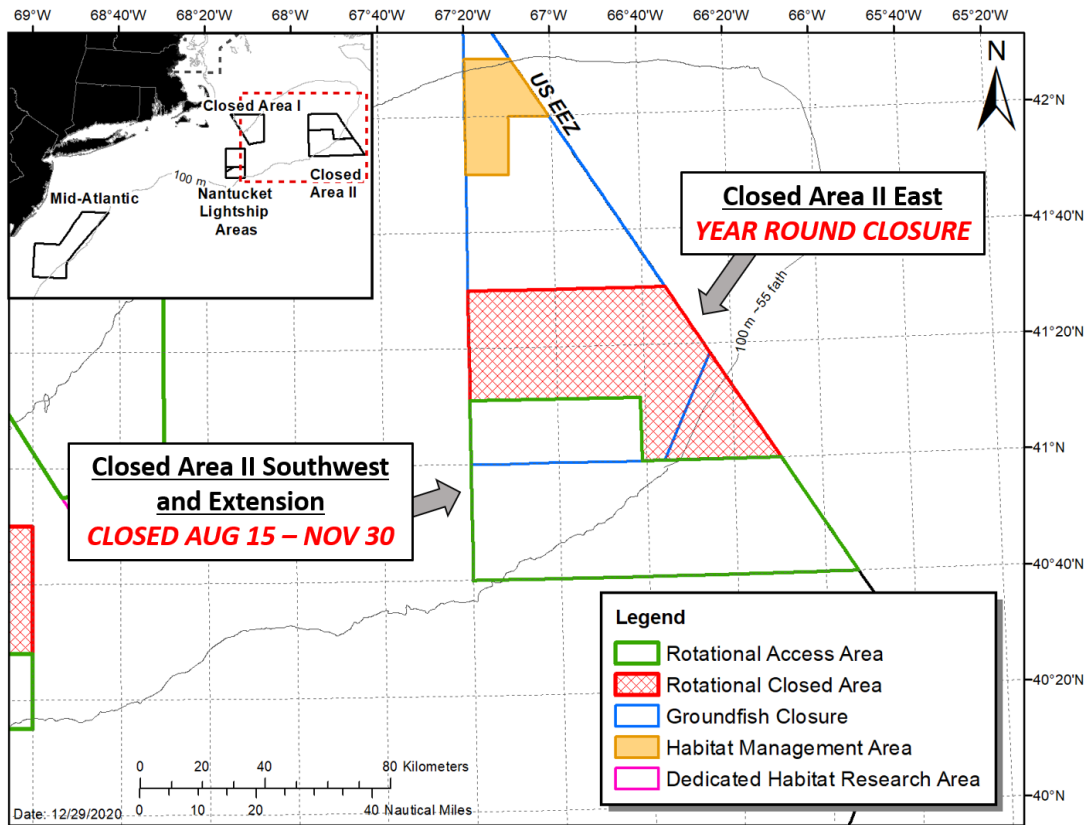 69°W 68°40'W 68°20'W 68°W 67°40'W 67°20'W 67°W 66°40'W 66°20'W 66°W 65°40'W 65°20'W
N
US EEZ
Closed Area I
Closed
Area II
100 m
Nantucket
Lightship
Areas
Mid-Atlantic
42°N
41°40'N
41°20'N
41°N
40°40'N
40°20'N
40°N
Closed Area II East
YEAR ROUND CLOSURE
100 m ~55 fath
Closed Area II Southwest
and Extension
CLOSED AUG 15 – NOV 30
Legend
Rotational Access Area
Rotational Closed Area
Groundfish Closure
Habitat Management Area
Dedicated Habitat Research Area
0 20 40 80 Kilometers
0 10 20 40 Nautical Miles
Date: 12/29/2020